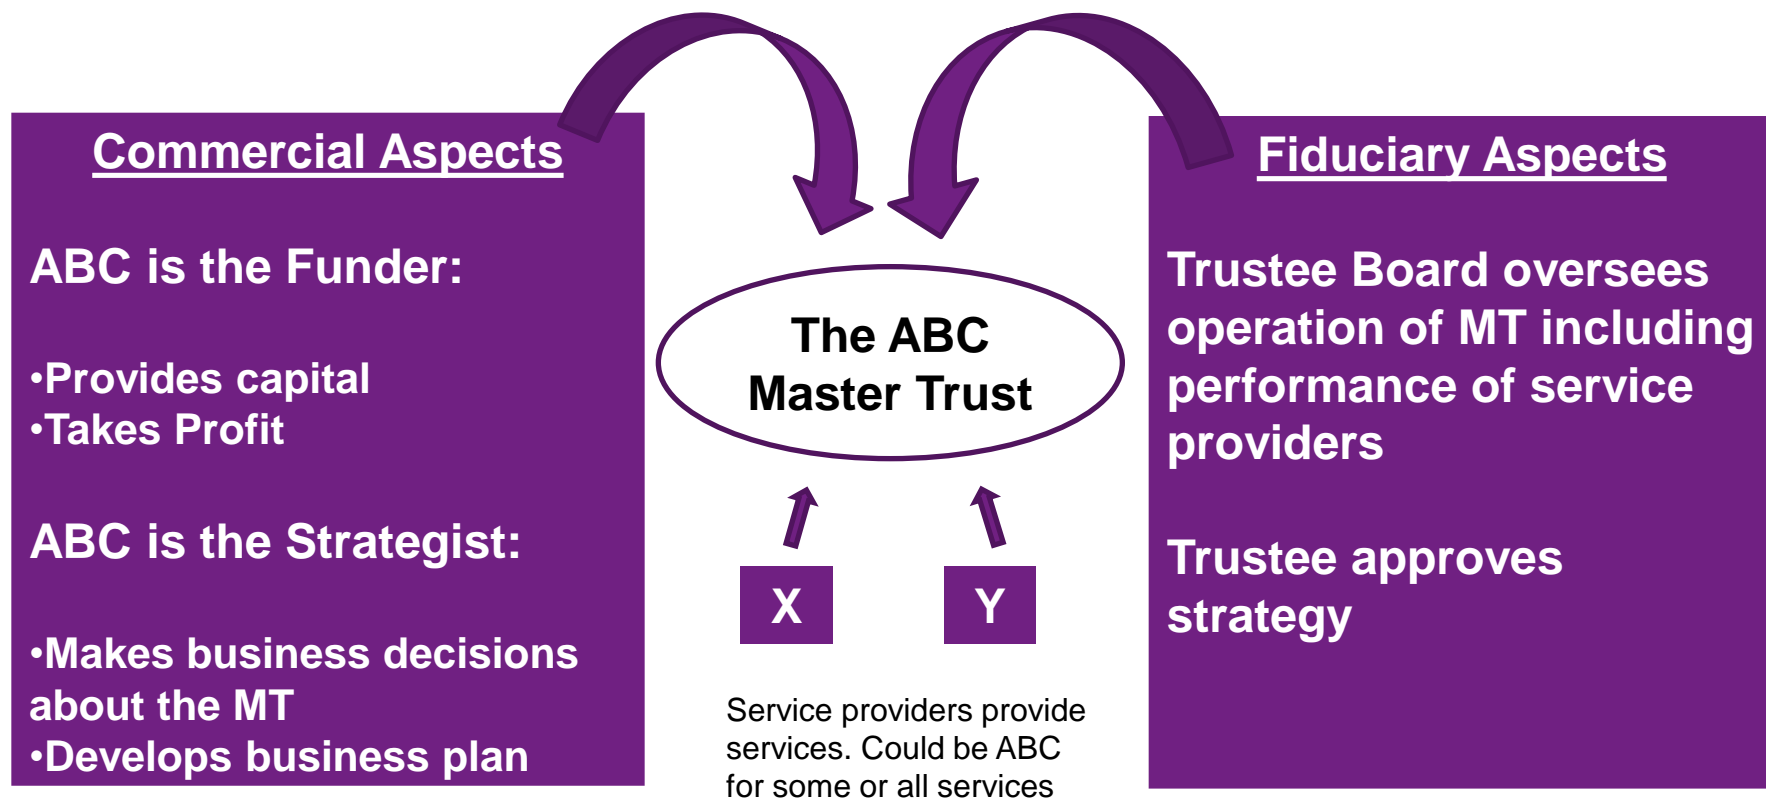 Commercial Aspects
ABC is the Funder:
•Provides capital
•Takes Profit
ABC is the Strategist:
•Makes business decisions
about the MT
•Develops business plan
The ABC
Master Trust
X
Y
Service providers provide
services. Could be ABC
for some or all services
Fiduciary Aspects
Trustee Board oversees
operation of MT including
performance of service
providers
Trustee approves
strategy